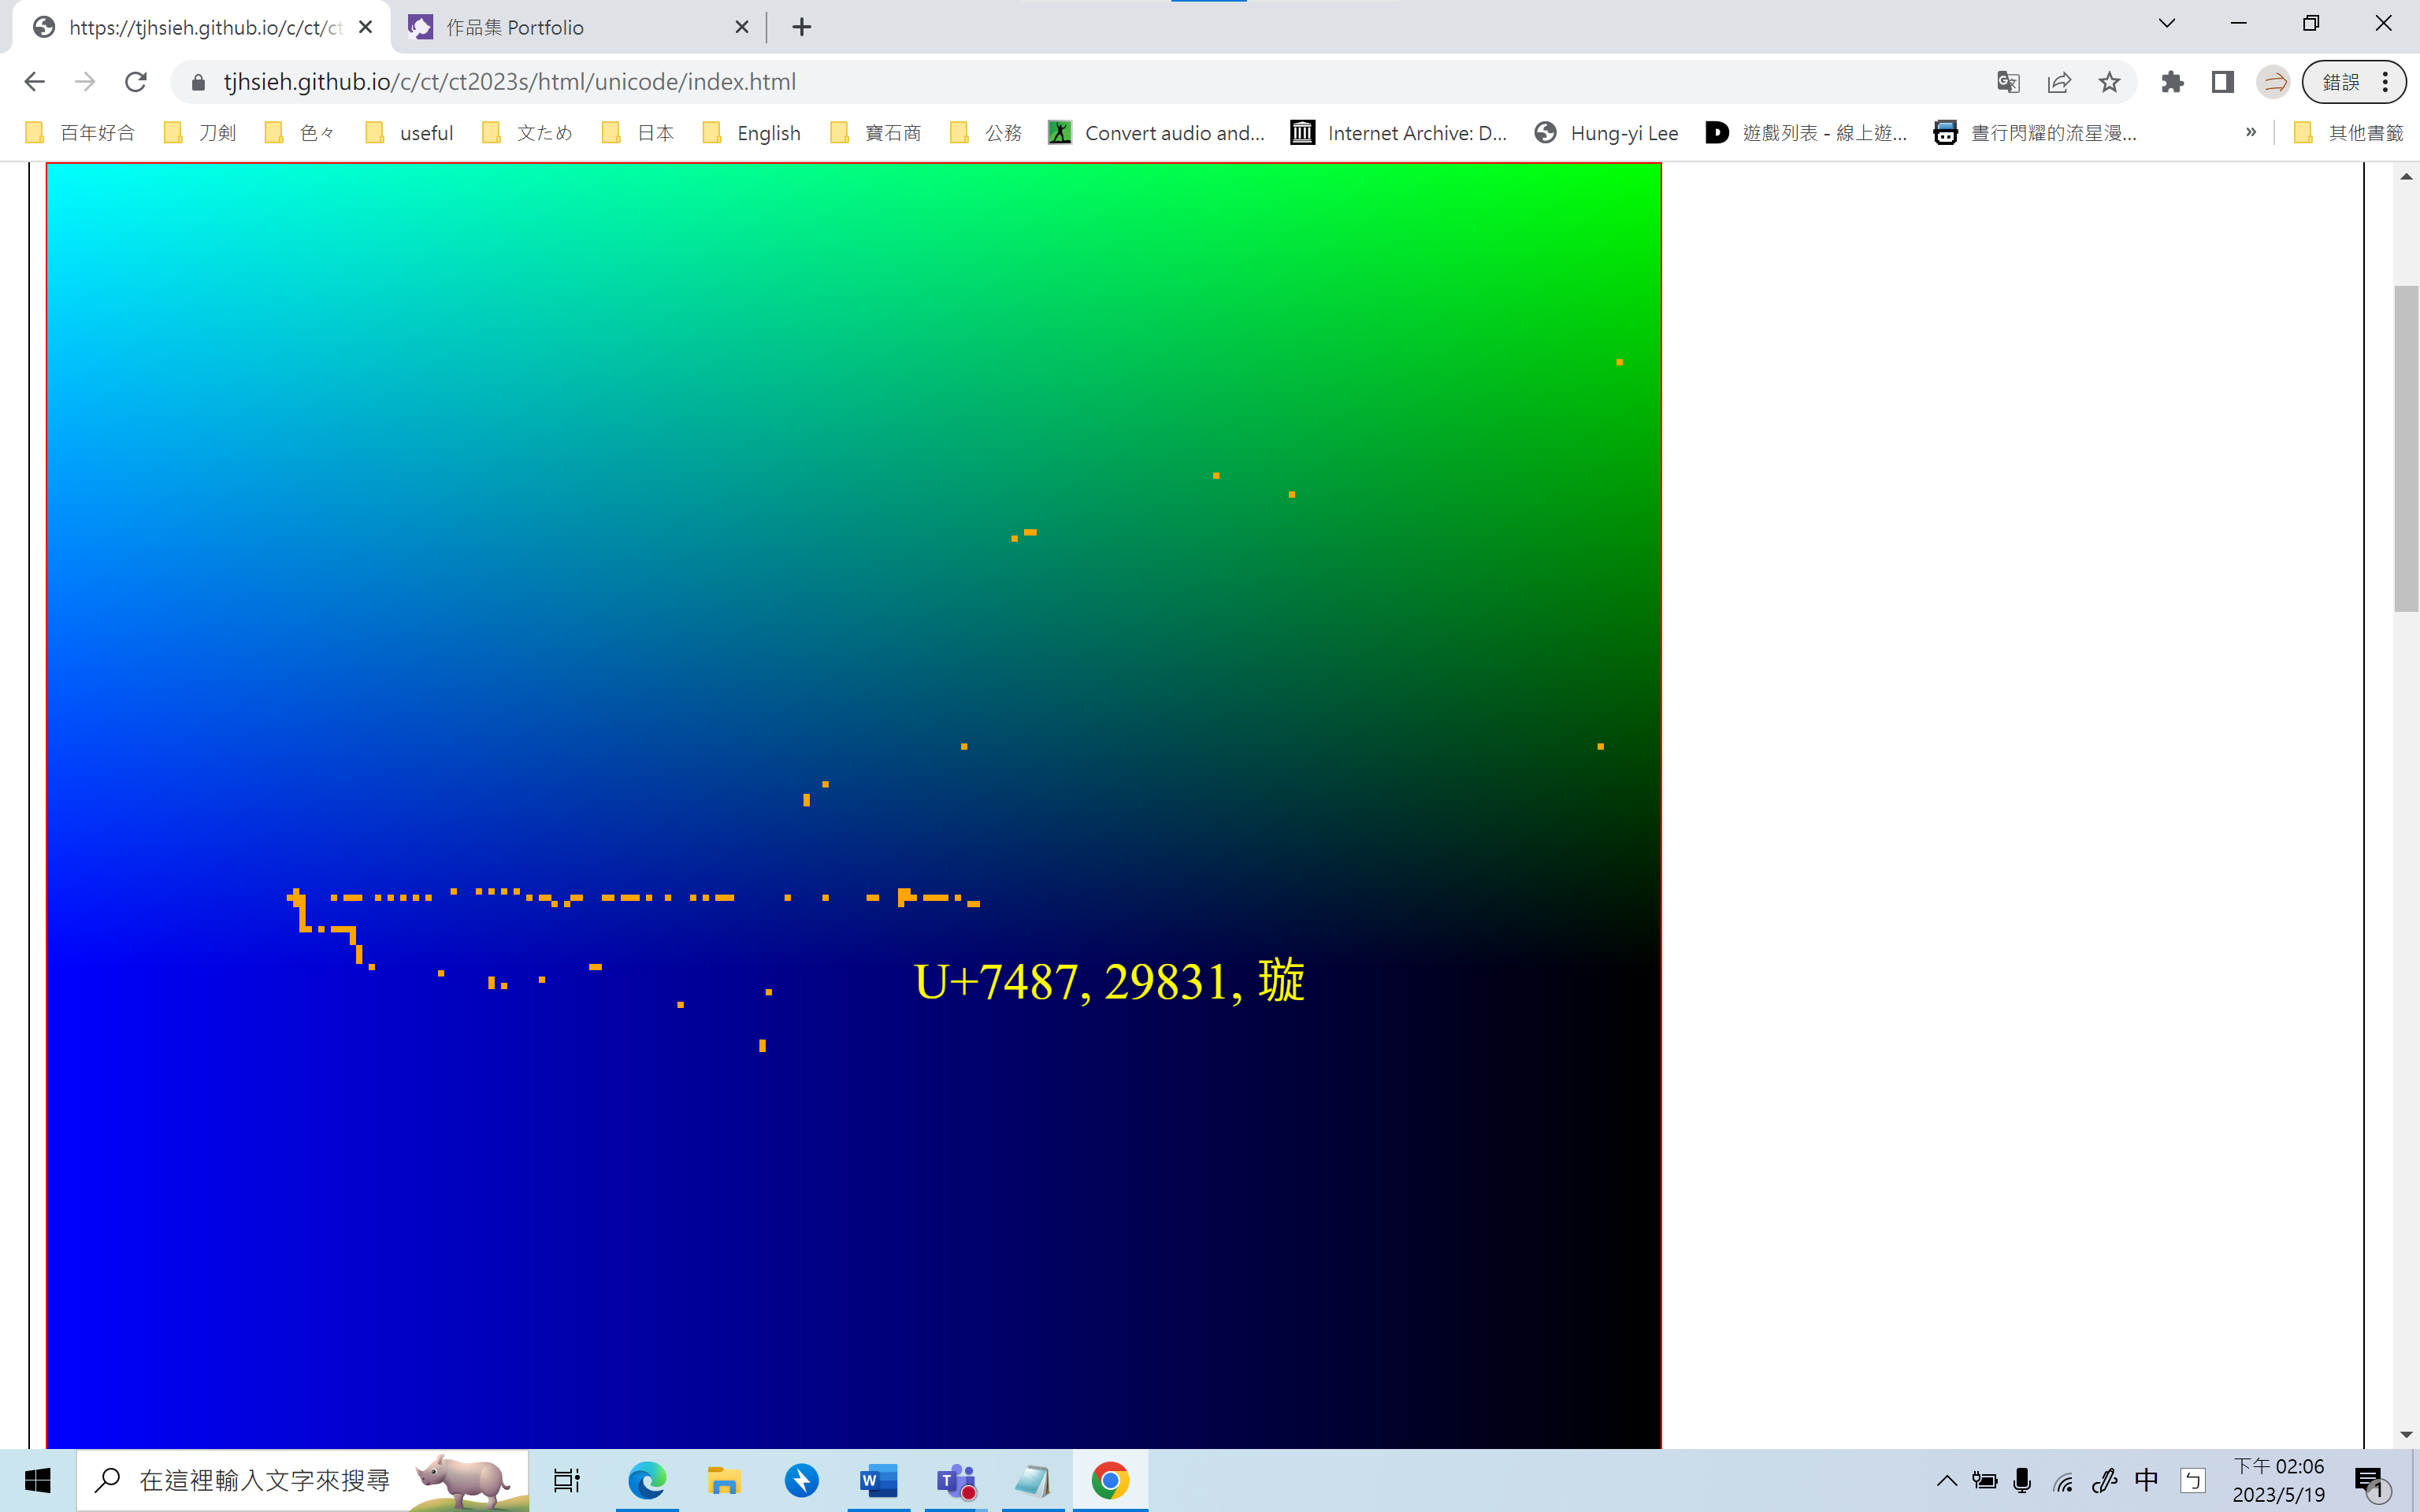 https://tjhsieh.github.io/c/ct/ct
作品集 Portfolio
tjhsieh.github.io/c/ct/ct2023s/html/unicode/index.html
錯誤
百年好合
刀剣
色々
useful
文ため
日本
English
寶石商
公務
Convert audio and...
Internet Archive: D...
Hung-yi Lee
遊戲列表 - 線上遊...
晝行閃耀的流星漫...
»
其他書籤
U+7487, 29831, 璇
在這裡輸入文字來搜尋
中
ㄅ
下午 02:06
2023/5/19
1